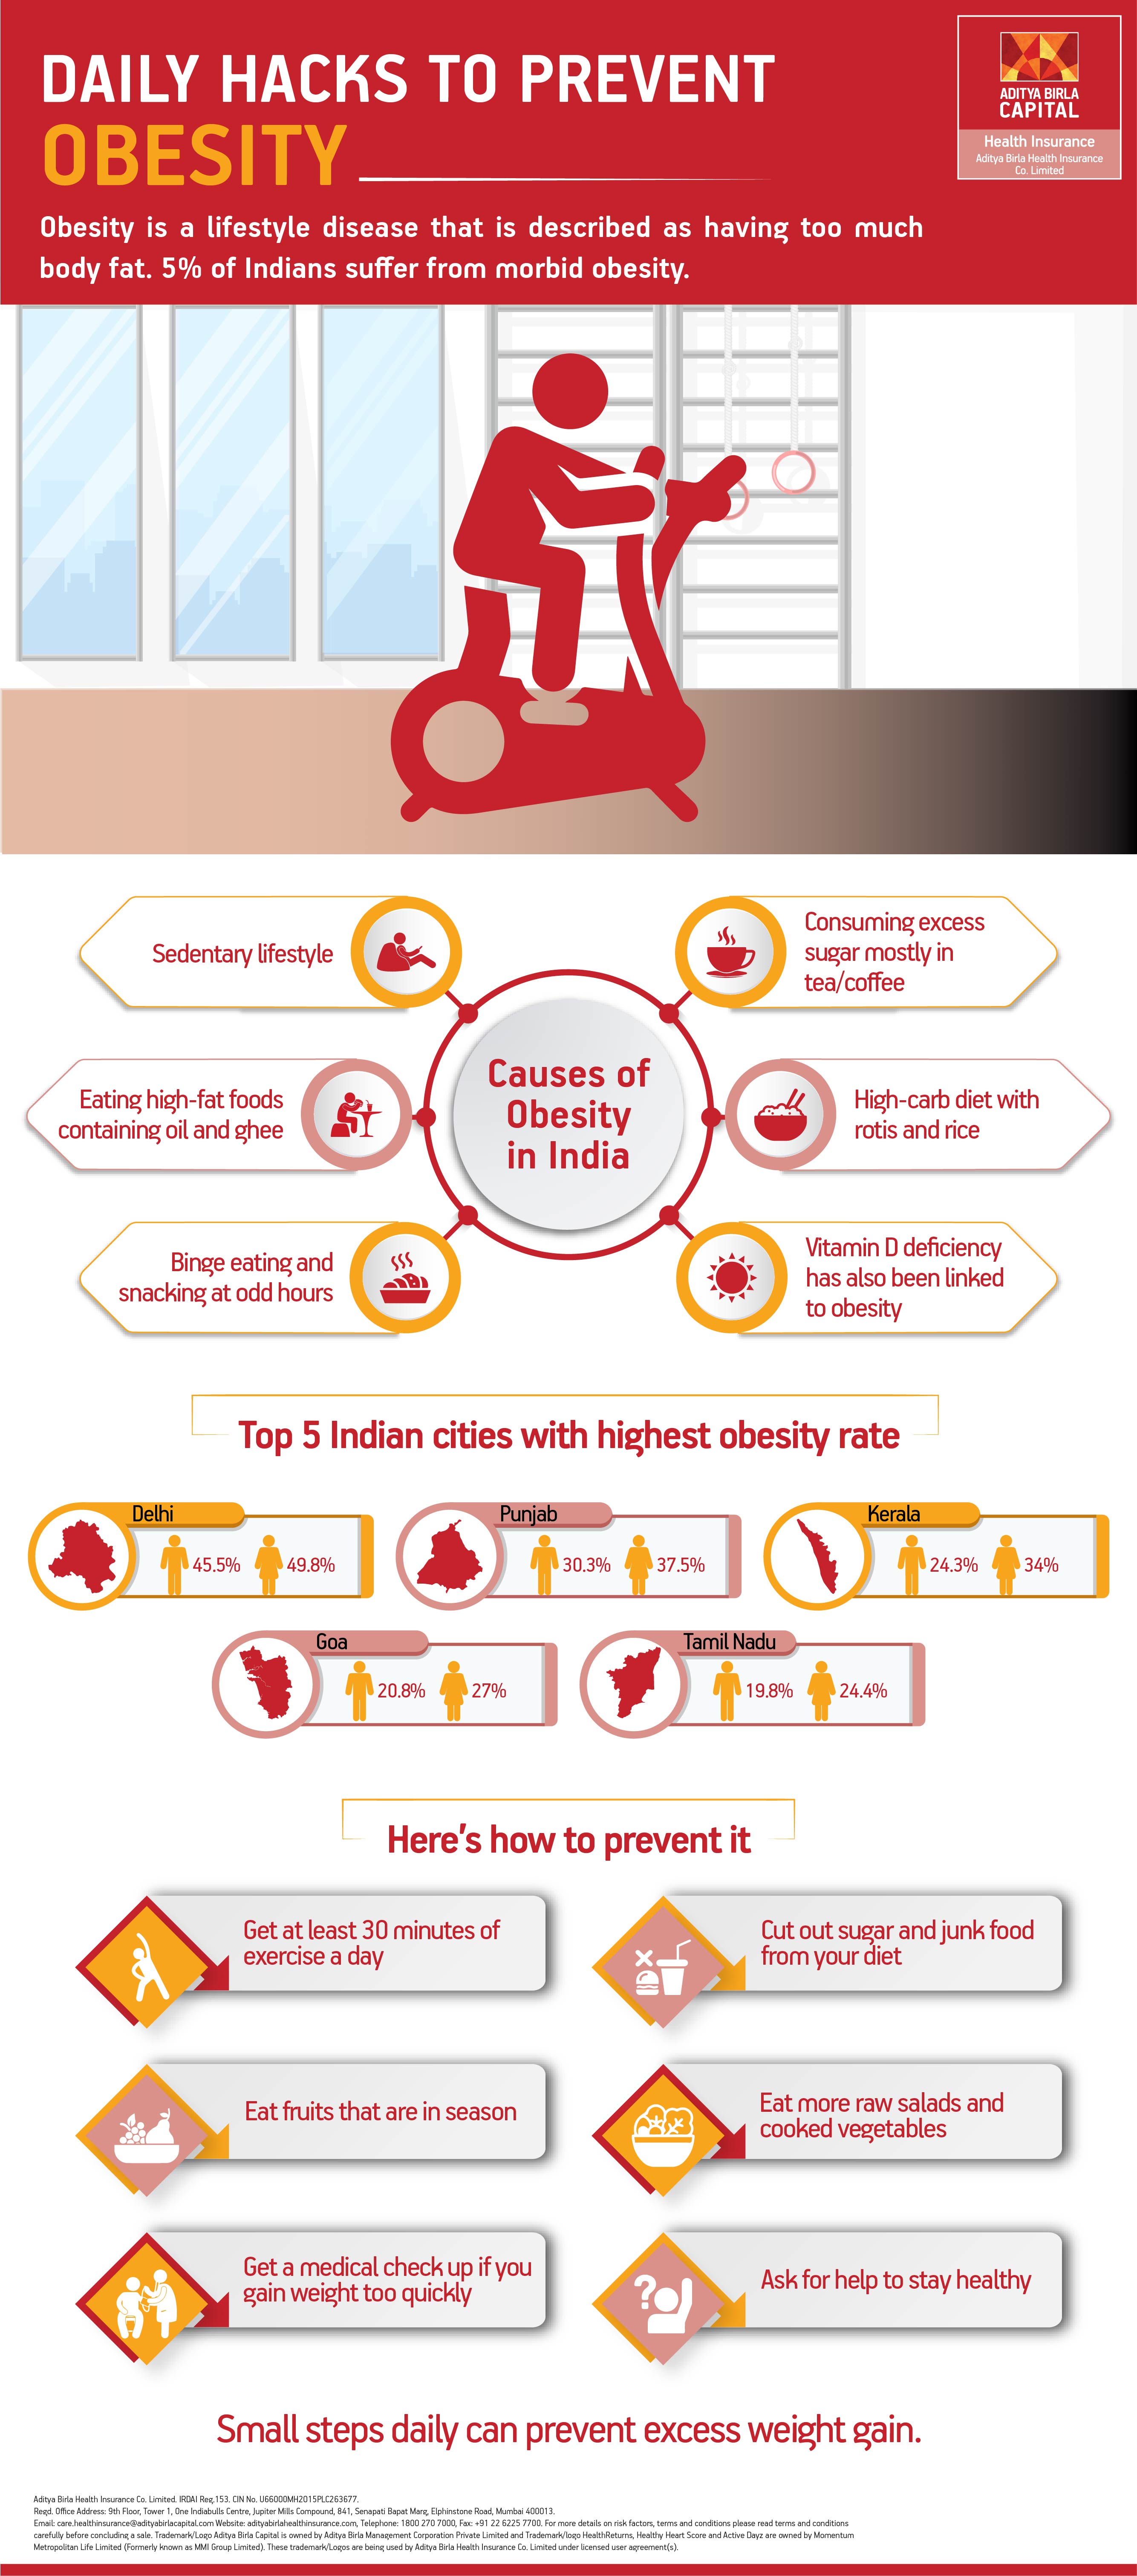 DAILY HACKS TO PREVENT
OBESITY
ADITYA BIRLA
CAPITAL
Health Insurance
Aditya Birla Health Insurance
Co. Limited
Obesity is a lifestyle disease that is described as having too much
body fat. 5% of Indians suffer from morbid obesity.
Sedentary lifestyle
Consuming excess
sugar mostly in
tea/coffee
Causes of
Obesity
in India
Eating high-fat foods
containing oil and ghee
High-carb diet with
rotis and rice
Binge eating and
snacking at odd hours
Vitamin D deficiency
has also been linked
to obesity
Top 5 Indian cities with highest obesity rate
Delhi
45.5% 49.8%
Punjab
30.3% 37.5%
Kerala
24.3% 34%
Goa
20.8% 27%
Tamil Nadu
19.8% 24.4%
Here's how to prevent it
Get at least 30 minutes of
exercise a day
Cut out sugar and junk food
from your diet
Eat fruits that are in season
Eat more raw salads and
cooked vegetables
Get a medical check up if you
gain weight too quickly
?
Ask for help to stay healthy
Small steps daily can prevent excess weight gain.
Aditya Birla Health Insurance Co. Limited. IRDAI Reg.153. CIN No. U66000MH2015PLC263677.
Regd. Office Address: 9th Floor, Tower 1, One Indiabulls Centre, Jupiter Mills Compound, 841, Senapati Bapat Marg, Elphinstone Road, Mumbai 400013.
Email: care.healthinsurance@adityabirlacapital.com Website: adityabirlahealthinsurance.com, Telephone: 1800 270 7000, Fax: +91 22 6225 7700. For more details on risk factors, terms and conditions please read terms and conditions
carefully before concluding a sale. Trademark/Logo Aditya Birla Capital is owned by Aditya Birla Management Corporation Private Limited and Trademark/logo HealthReturns, Healthy Heart Score and Active Dayz are owned by Momentum
Metropolitan Life Limited (Formerly known as MMI Group Limited). These trademark/Logos are being used by Aditya Birla Health Insurance Co. Limited under licensed user agreement(s).